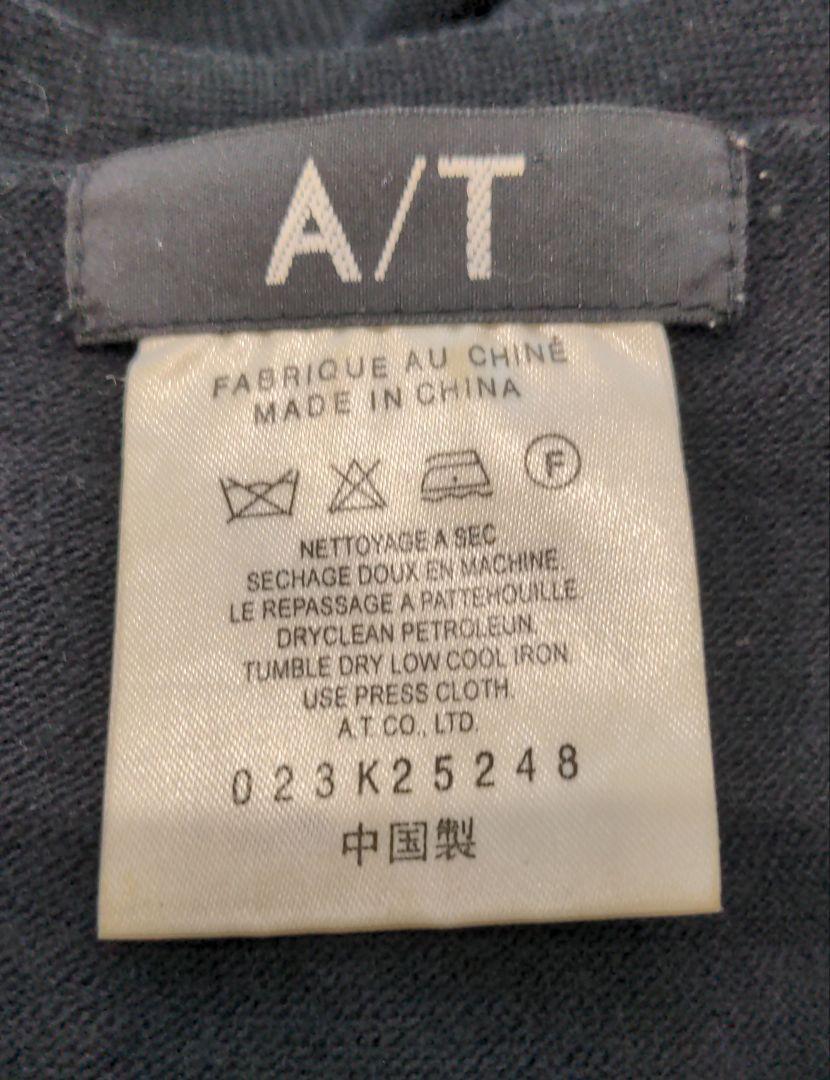 A/T
FABRIQUE AU CHINÉ
MADE IN CHINA
F
NETTOYAGE A SEC
SECHAGE DOUX EN MACHINE.
LE REPASSAGE A PATTEHOUILLE.
DRYCLEAN PETROLEUN.
TUMBLE DRY LOW COOL IRON.
USE PRESS CLOTH.
A.T. CO., LTD.
023K25248
中国製